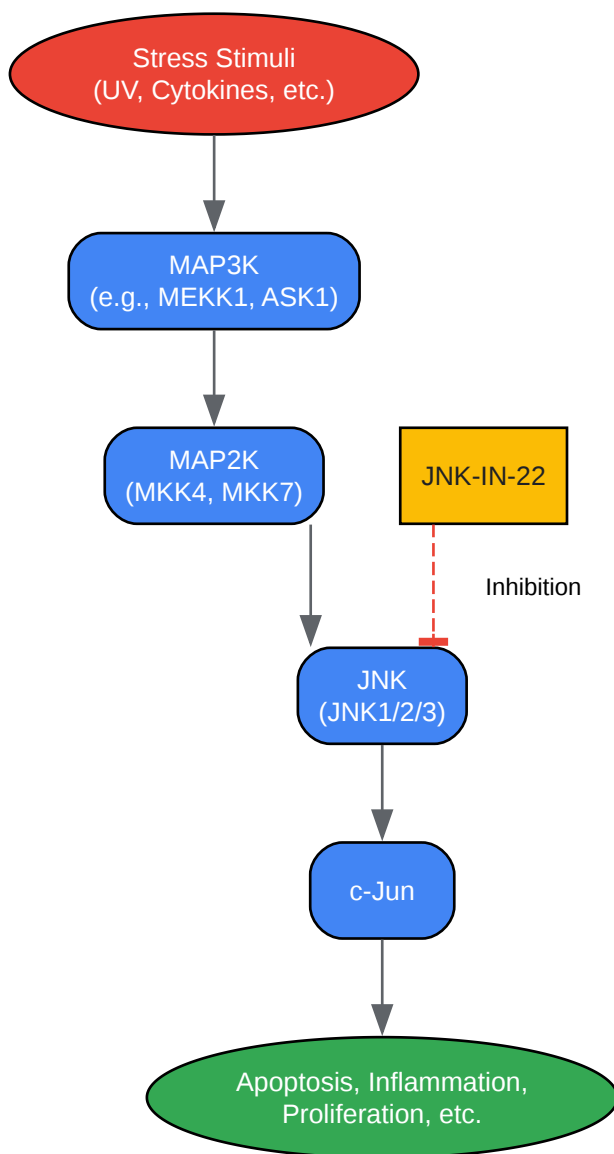 Stress Stimuli
(UV, Cytokines, etc.)
MAP3K
(e.g., MEKK1, ASK1)
MAP2K
(MKK4, MKK7)
JNK-IN-22
Inhibition
JNK
(JNK1/2/3)
c-Jun
Apoptosis, Inflammation,
Proliferation, etc.